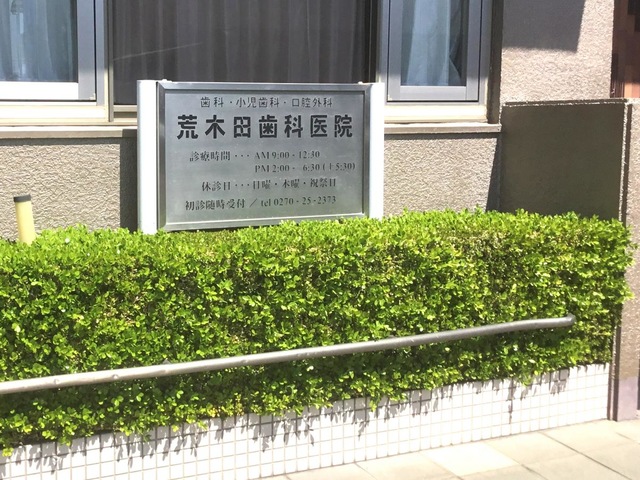 歯科・小児歯科・口腔外科
荒木田歯科医院
診療時間・・・AM 9:00 - 12:30
PM 2:00 - 6:30 (土5:30)
休診日・・・日曜・木曜・祝祭日
初診随時受付／tel 0270-25-2373